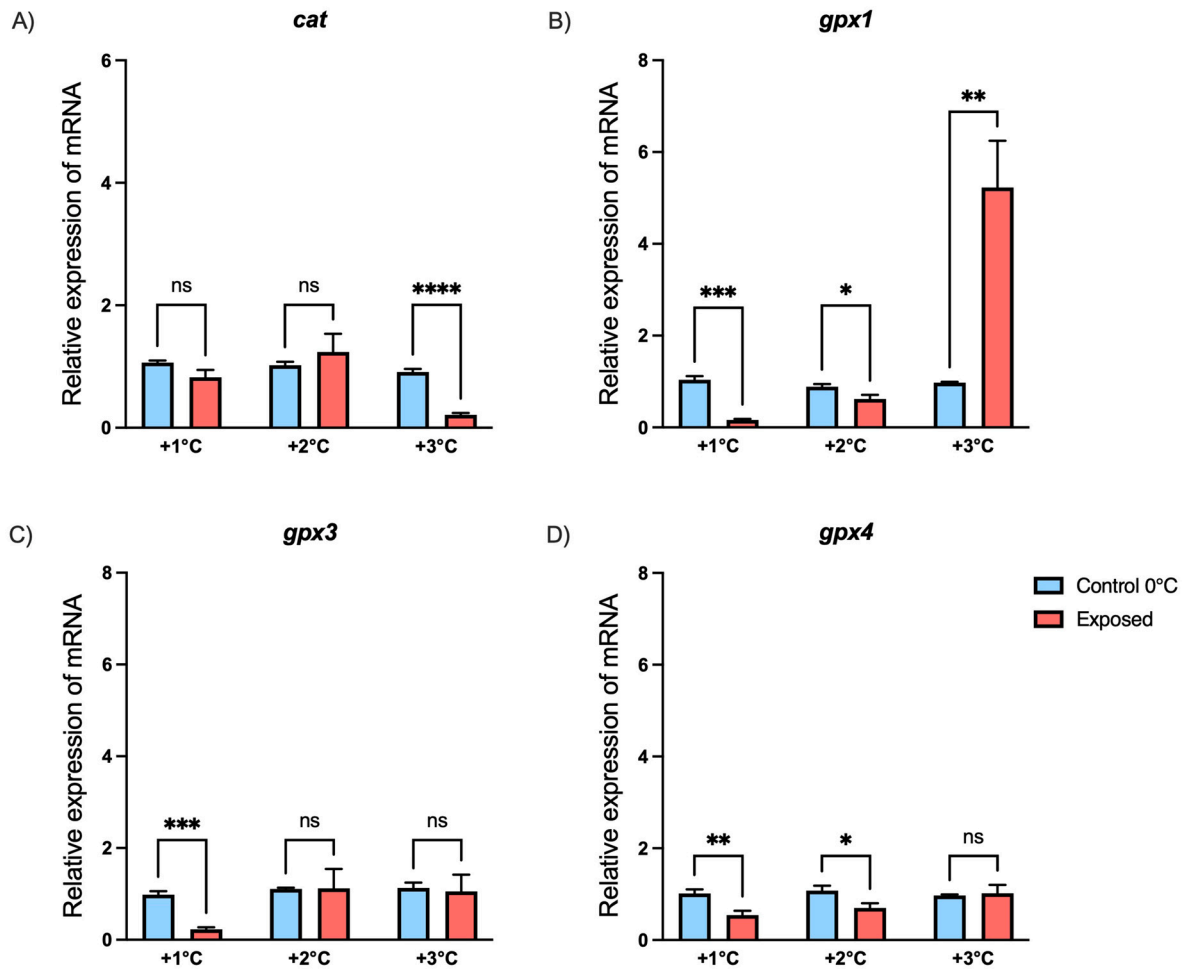 A)
cat
Relative expression of mRNA
6
4
2
0
ns
ns
****
+1°C
+2°C
+3°C
B)
gpx1
Relative expression of mRNA
8
6
4
2
0
***
*
**
+1°C
+2°C
+3°C
C)
gpx3
Relative expression of mRNA
8
6
4
2
0
***
ns
ns
+1°C
+2°C
+3°C
D)
gpx4
Relative expression of mRNA
8
6
4
2
0
**
*
ns
+1°C
+2°C
+3°C
Control 0°C
Exposed